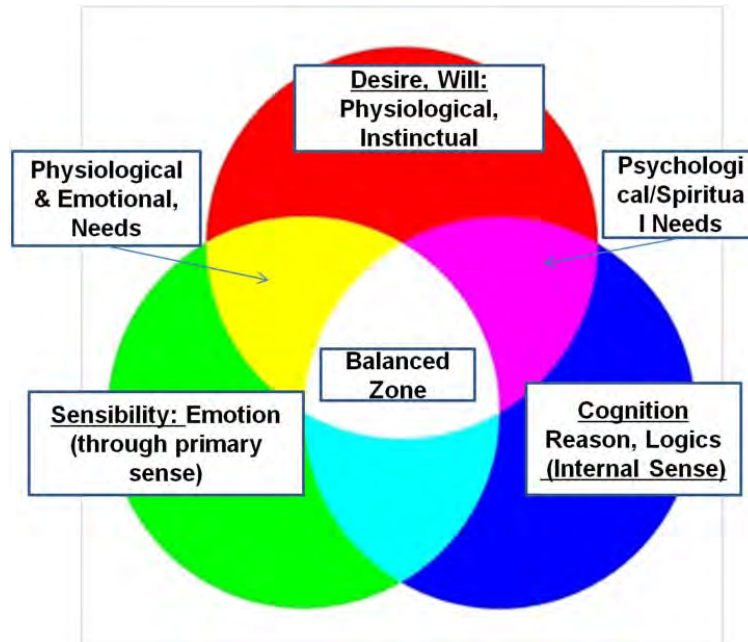 Desire, Will:
Physiological,
Instinctual
Physiological
& Emotional,
Needs
Psychologi
cal/Spiritua
l Needs
Balanced
Zone
Sensibility: Emotion
(through primary
sense)
Cognition
Reason, Logics
(Internal Sense)